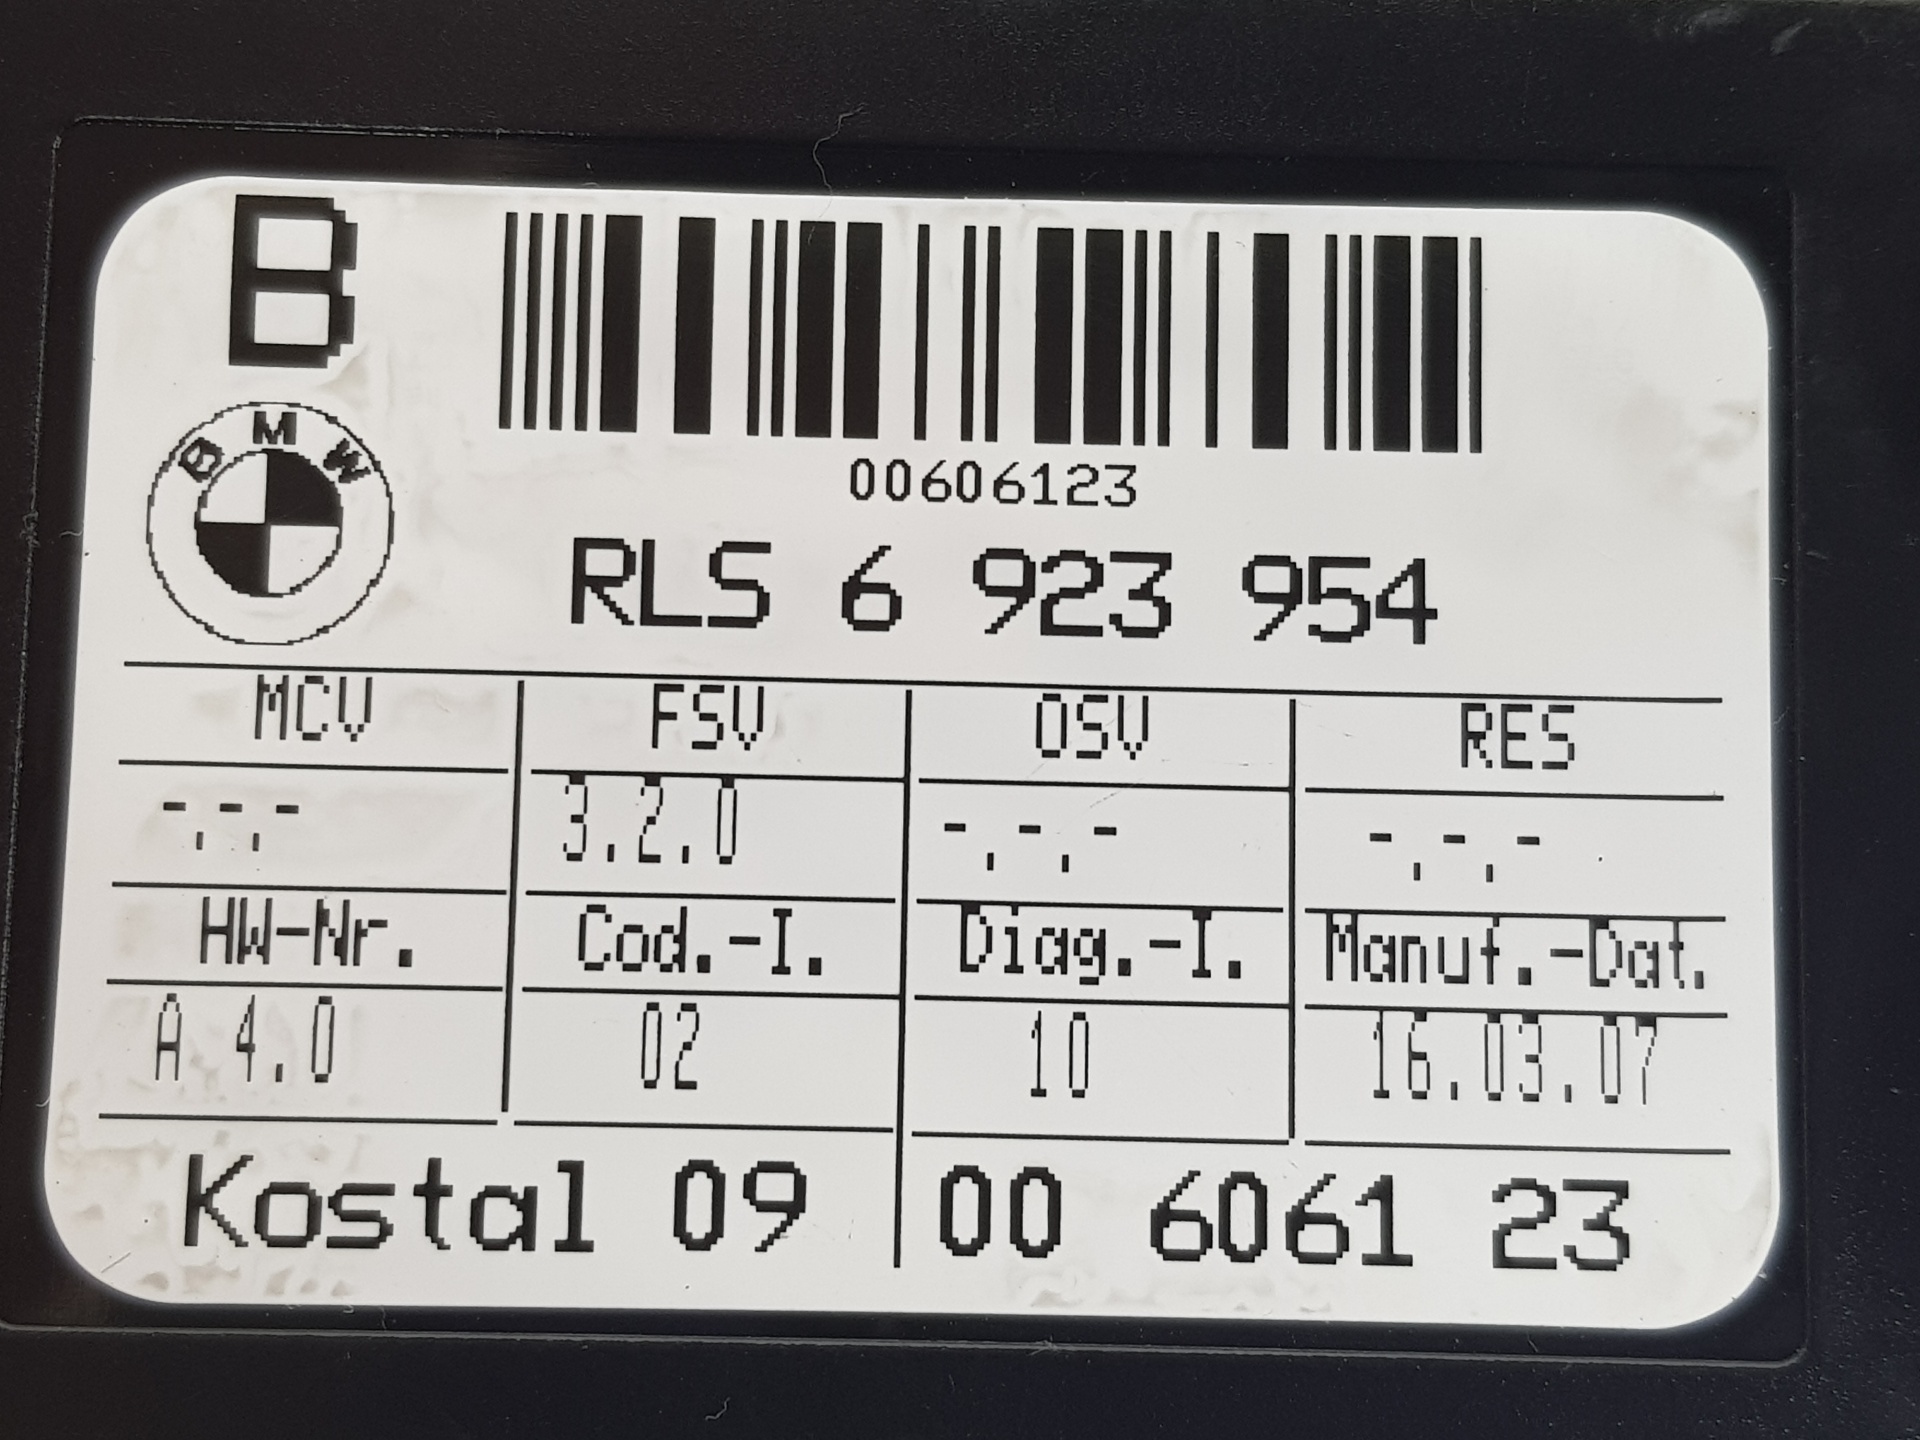 B
BMW
00606123
RLS 6 923 954
MCV FSV OSV RES
-.-.- 3.2.0 -.-.- -.-.-
HW-Nr. Cod.-I. Diag.-I. Manuf.-Dat.
A 4.0 02 10 16.03.07
Kostal 09 00 6061 23